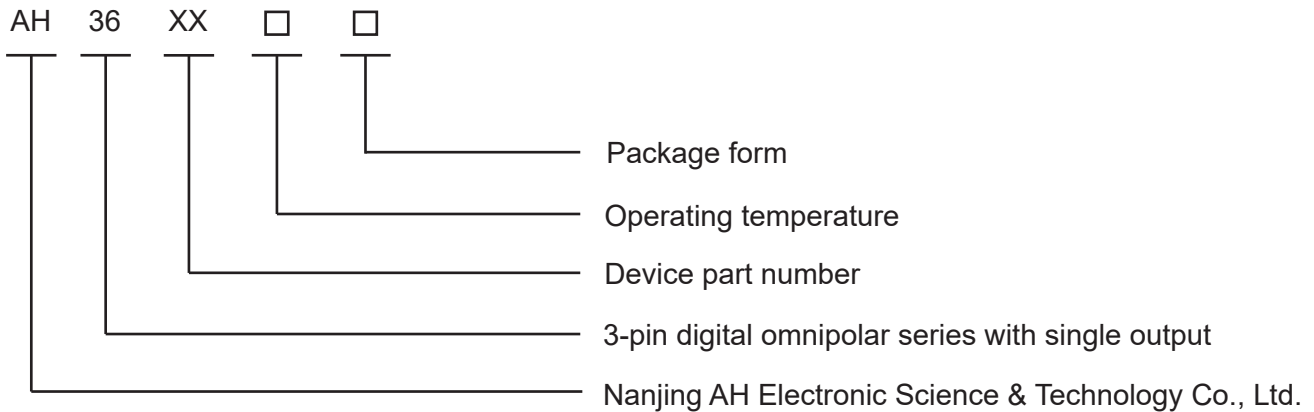 AH 36 XX □ □
Package form
Operating temperature
Device part number
3-pin digital omnipolar series with single output
Nanjing AH Electronic Science & Technology Co., Ltd.